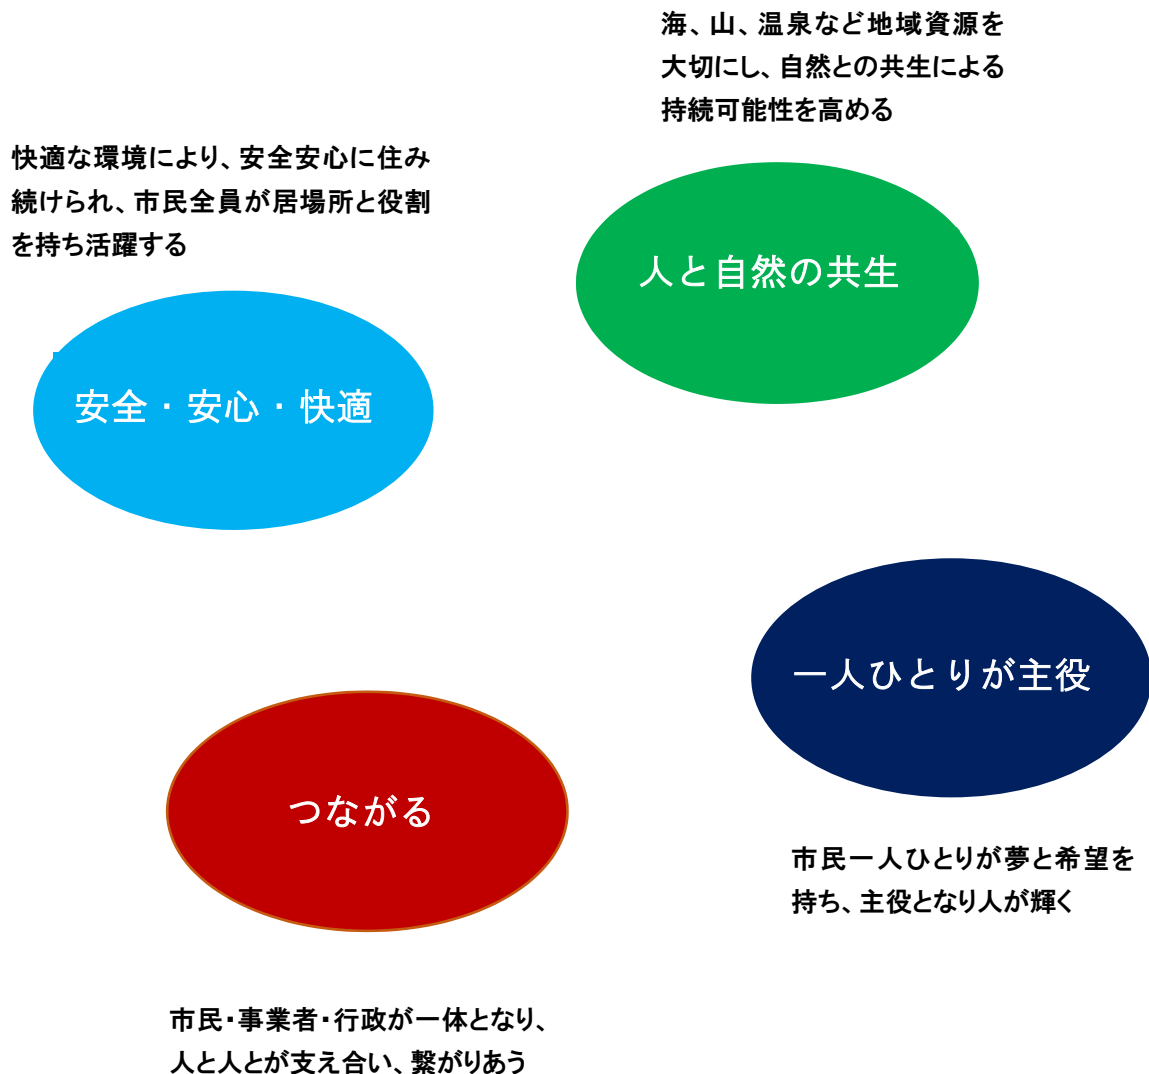 海、山、温泉など地域資源を
大切にし、自然との共生による
持続可能性を高める
人と自然の共生
快適な環境により、安全安心に住み
続けられ、市民全員が居場所と役割
を持ち活躍する
安全・安心・快適
一人ひとりが主役
市民一人ひとりが夢と希望を
持ち、主役となり人が輝く
つながる
市民・事業者・行政が一体となり、
人と人とが支え合い、繋がりあう